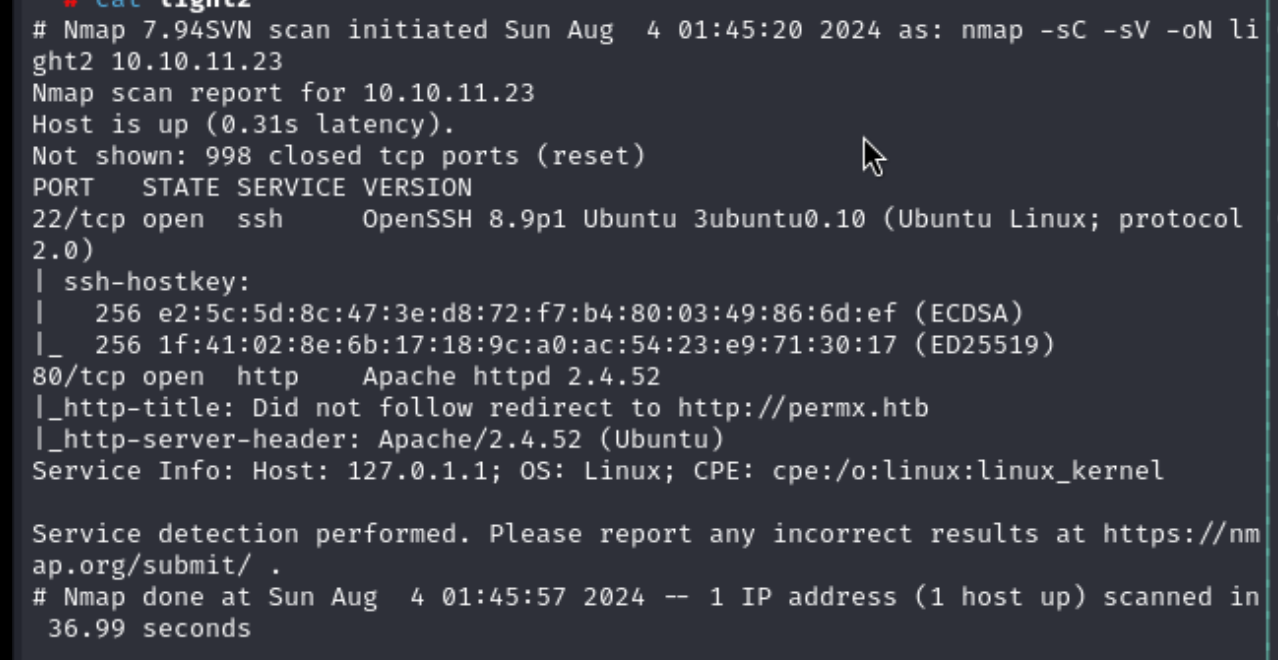 # cat light2
# Nmap 7.94SVN scan initiated Sun Aug  4 01:45:20 2024 as: nmap -sC -sV -oN li
ght2 10.10.11.23
Nmap scan report for 10.10.11.23
Host is up (0.31s latency).
Not shown: 998 closed tcp ports (reset)
PORT   STATE SERVICE VERSION
22/tcp open  ssh     OpenSSH 8.9p1 Ubuntu 3ubuntu0.10 (Ubuntu Linux; protocol
2.0)
| ssh-hostkey:
|   256 e2:5c:5d:8c:47:3e:d8:72:f7:b4:80:03:49:86:6d:ef (ECDSA)
|_  256 1f:41:02:8e:6b:17:18:9c:a0:ac:54:23:e9:71:30:17 (ED25519)
80/tcp open  http    Apache httpd 2.4.52
|_http-title: Did not follow redirect to http://permx.htb
|_http-server-header: Apache/2.4.52 (Ubuntu)
Service Info: Host: 127.0.1.1; OS: Linux; CPE: cpe:/o:linux:linux_kernel

Service detection performed. Please report any incorrect results at https://nm
ap.org/submit/ .
# Nmap done at Sun Aug  4 01:45:57 2024 -- 1 IP address (1 host up) scanned in
 36.99 seconds